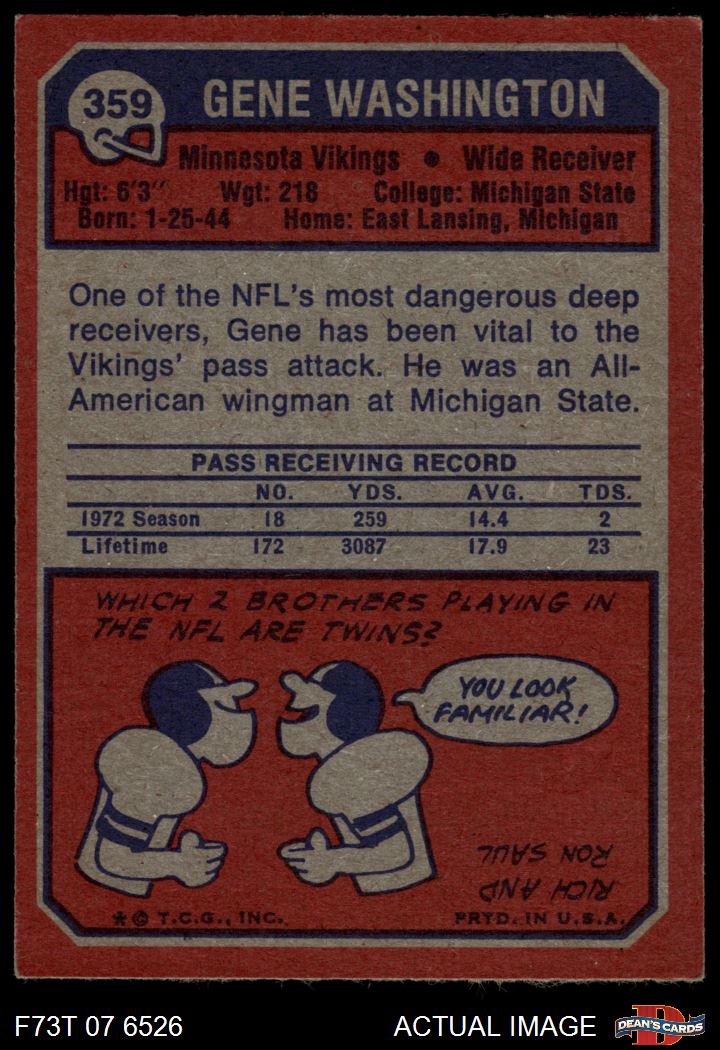 359 GENE WASHINGTON
Minnesota Vikings • Wide Receiver
Hgt: 6'3" Wgt: 218 College: Michigan State
Born: 1-25-44 Home: East Lansing, Michigan
One of the NFL's most dangerous deep
receivers, Gene has been vital to the
Vikings' pass attack. He was an All-
American wingman at Michigan State.
PASS RECEIVING RECORD
NO. YDS. AVG. TDS.
1972 Season 18 259 14.4 2
Lifetime 172 3087 17.9 23
WHICH 2 BROTHERS PLAYING IN
THE NFL ARE TWINS?
YOU LOOK
FAMILIAR!
RICH AND
RON SAUL
* © T.C.G., INC. PRTD. IN U.S.A.
F73T 07 6526 ACTUAL IMAGE D DEAN'S CARDS